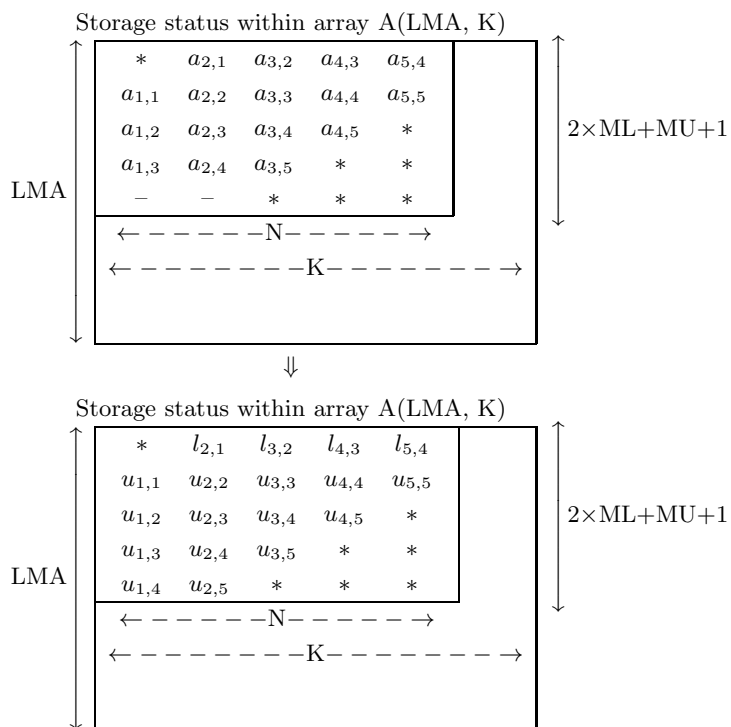 Storage status within array A(LMA, K)
* a2,1 a3,2 a4,3 a5,4
a1,1 a2,2 a3,3 a4,4 a5,5
a1,2 a2,3 a3,4 a4,5 * 2×ML+MU+1
a1,3 a2,4 a3,5 * *
LMA
– – * * *
←−−−−−−N−−−−−−→
←−−−−−−−−K−−−−−−−−→
⇓
Storage status within array A(LMA, K)
* l2,1 l3,2 l4,3 l5,4
u1,1 u2,2 u3,3 u4,4 u5,5
u1,2 u2,3 u3,4 u4,5 * 2×ML+MU+1
u1,3 u2,4 u3,5 * *
LMA
u1,4 u2,5 * * *
←−−−−−−N−−−−−−→
←−−−−−−−−K−−−−−−−−→